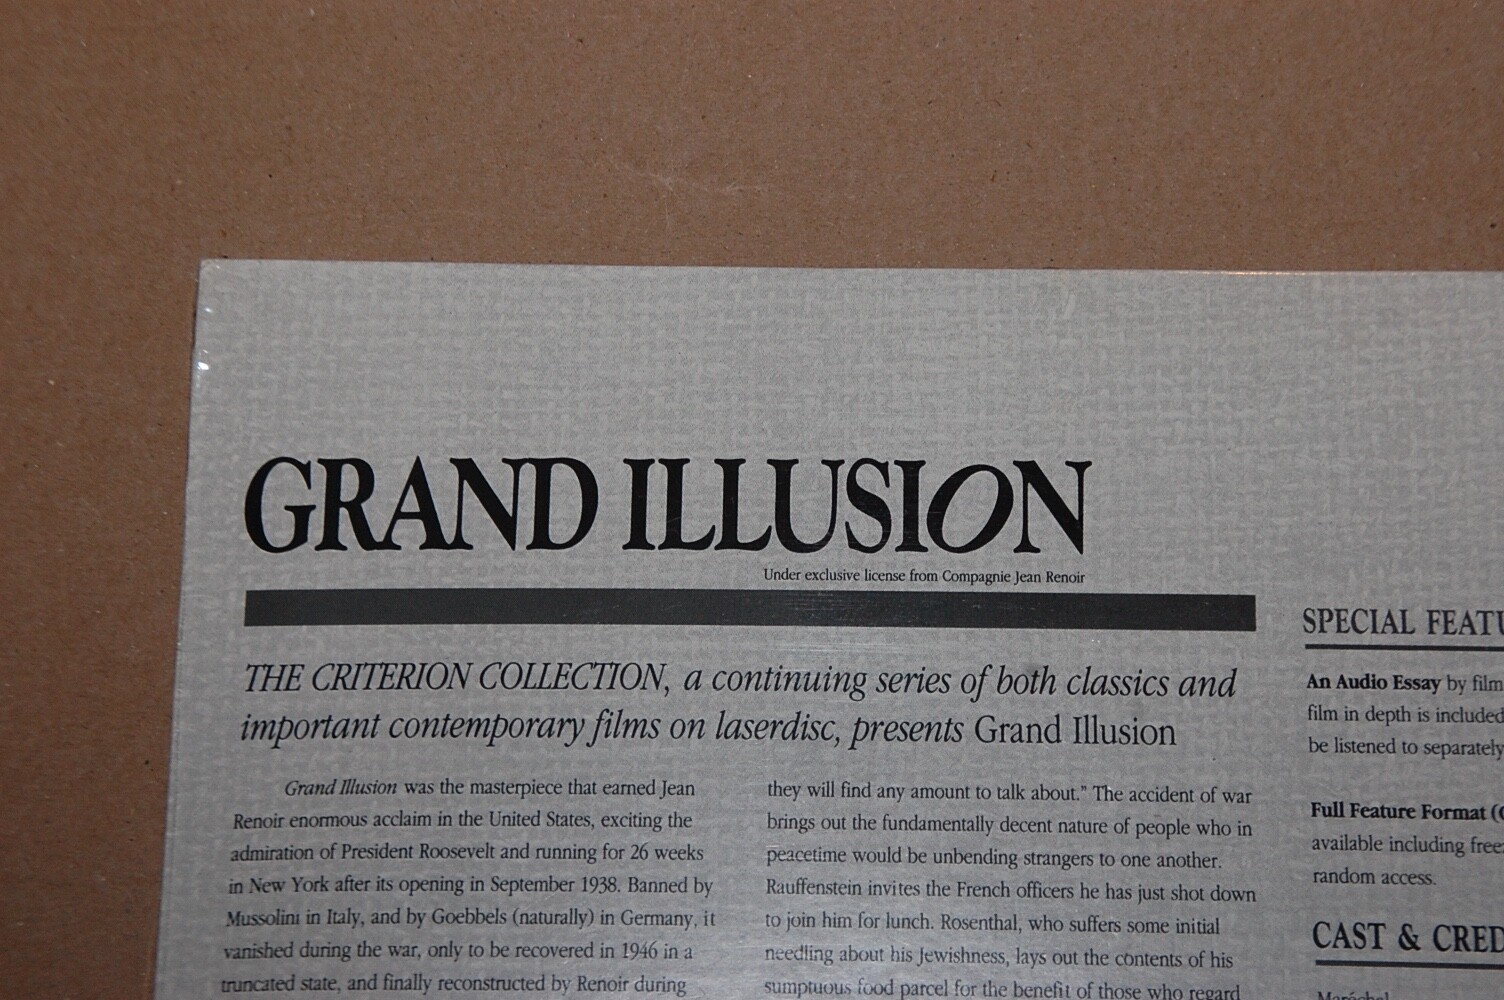 GRAND ILLUSION
Under exclusive license from Compagnie Jean Renoir
THE CRITERION COLLECTION, a continuing series of both classics and
important contemporary films on laserdisc, presents Grand Illusion
Grand Illusion was the masterpiece that earned Jean
Renoir enormous acclaim in the United States, exciting the
admiration of President Roosevelt and running for 26 weeks
in New York after its opening in September 1938. Banned by
Mussolini in Italy, and by Goebbels (naturally) in Germany, it
vanished during the war, only to be recovered in 1946 in a
truncated state, and finally reconstructed by Renoir during
they will find any amount to talk about." The accident of war
brings out the fundamentally decent nature of people who in
peacetime would be unbending strangers to one another.
Rauffenstein invites the French officers he has just shot down
to join him for lunch. Rosenthal, who suffers some initial
needling about his Jewishness, lays out the contents of his
sumptuous food parcel for the benefit of those who regard
SPECIAL FEATU
An Audio Essay by film
film in depth is included
be listened to separately
Full Feature Format (
available including free
random access.
CAST & CRED
Maréchal